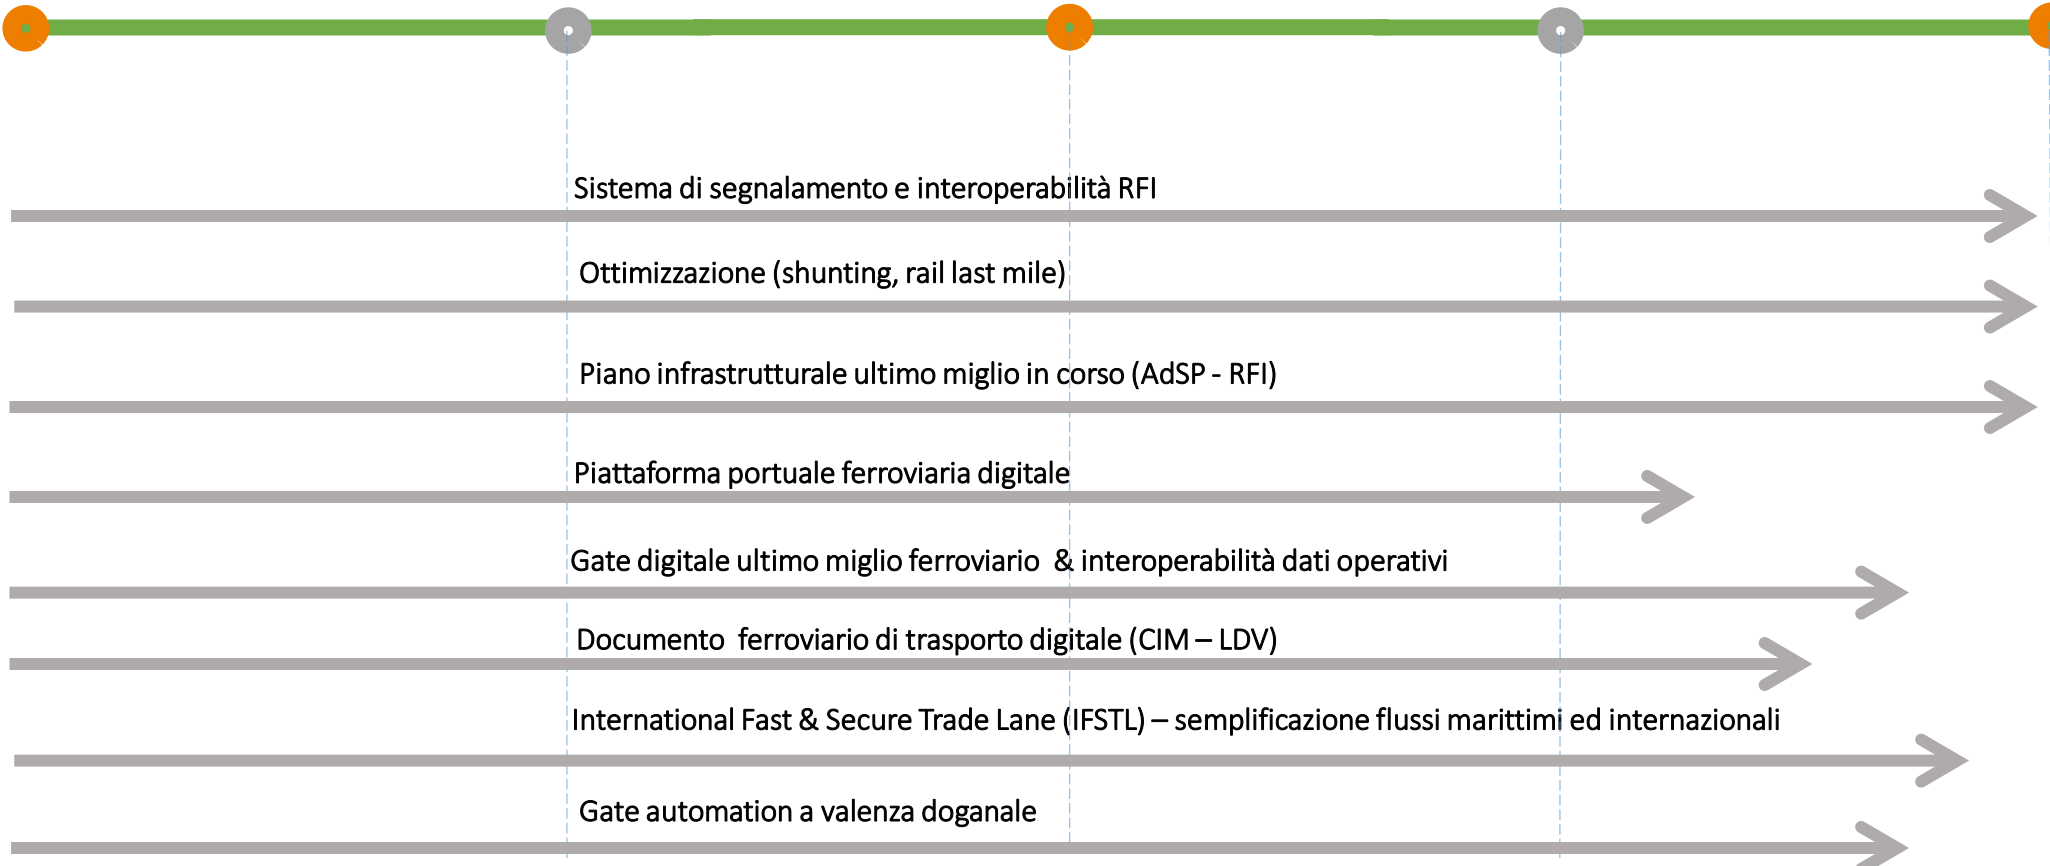 Sistema di segnalamento e interoperabilità RFI
Ottimizzazione (shunting, rail last mile)
Piano infrastrutturale ultimo miglio in corso (AdSP - RFI)
Piattaforma portuale ferroviaria digitale
Gate digitale ultimo miglio ferroviario & interoperabilità dati operativi
Documento ferroviario di trasporto digitale (CIM – LDV)
International Fast & Secure Trade Lane (IFSTL) – semplificazione flussi marittimi ed internazionali
Gate automation a valenza doganale